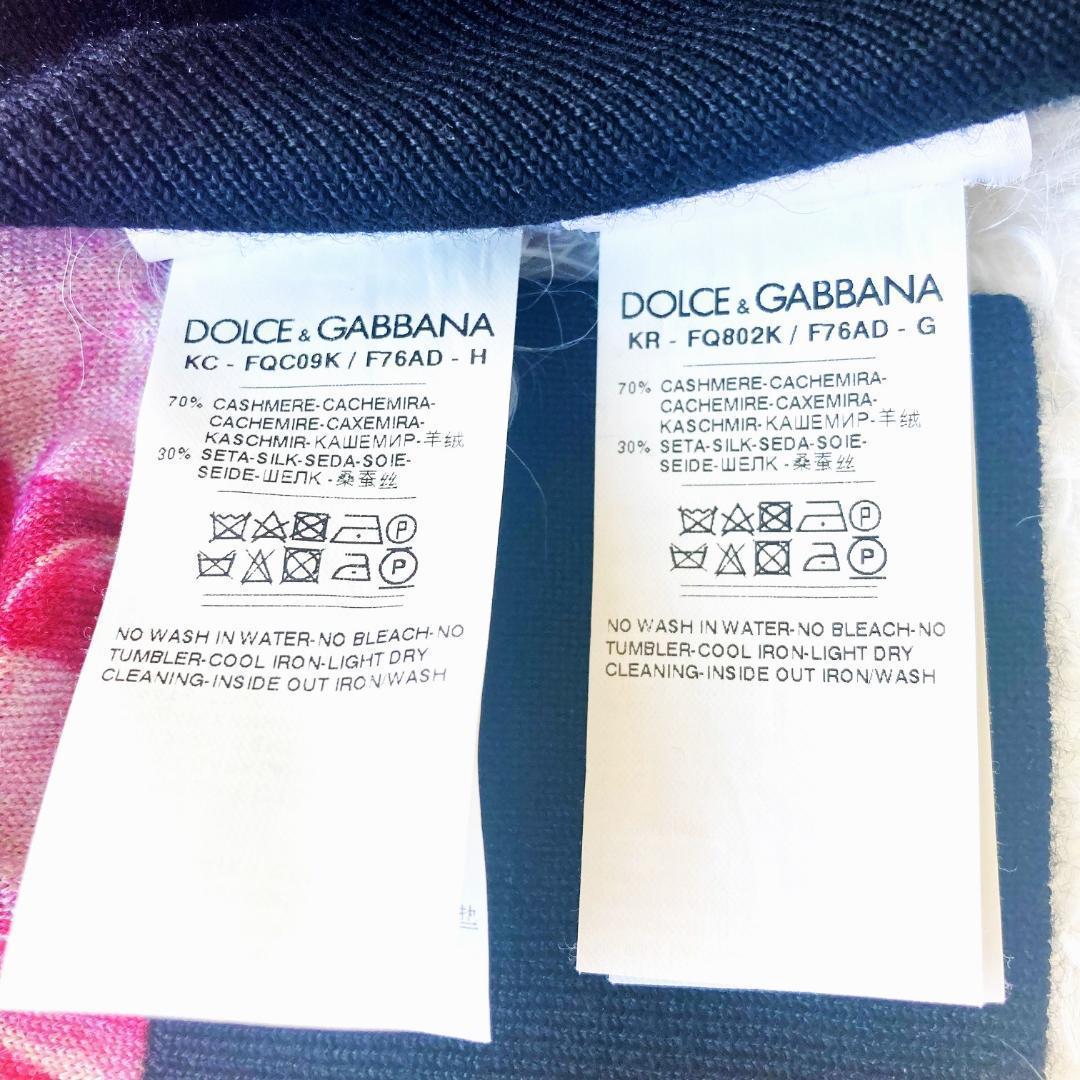 DOLCE & GABBANA
KC - FQC09K / F76AD - H
70% CASHMERE-CACHEMIRA-
CACHEMIRE-CAXEMIRA-
KASCHMIR-КАШЕМИР-羊绒
30% SETA-SILK-SEDA-SOIE-
SEIDE-ШЕЛК -桑蚕丝
P
P
NO WASH IN WATER-NO BLEACH-NO
TUMBLER-COOL IRON-LIGHT DRY
CLEANING-INSIDE OUT IRON/WASH
DOLCE & GABBANA
KR - FQ802K / F76AD - G
70% CASHMERE-CACHEMIRA-
CACHEMIRE-CAXEMIRA-
KASCHMIR-КАШЕМИР-羊绒
30% SETA-SILK-SEDA-SOIE-
SEIDE-ШЕЛК -桑蚕丝
P
P
NO WASH IN WATER-NO BLEACH-NO
TUMBLER-COOL IRON-LIGHT DRY
CLEANING-INSIDE OUT IRON/WASH